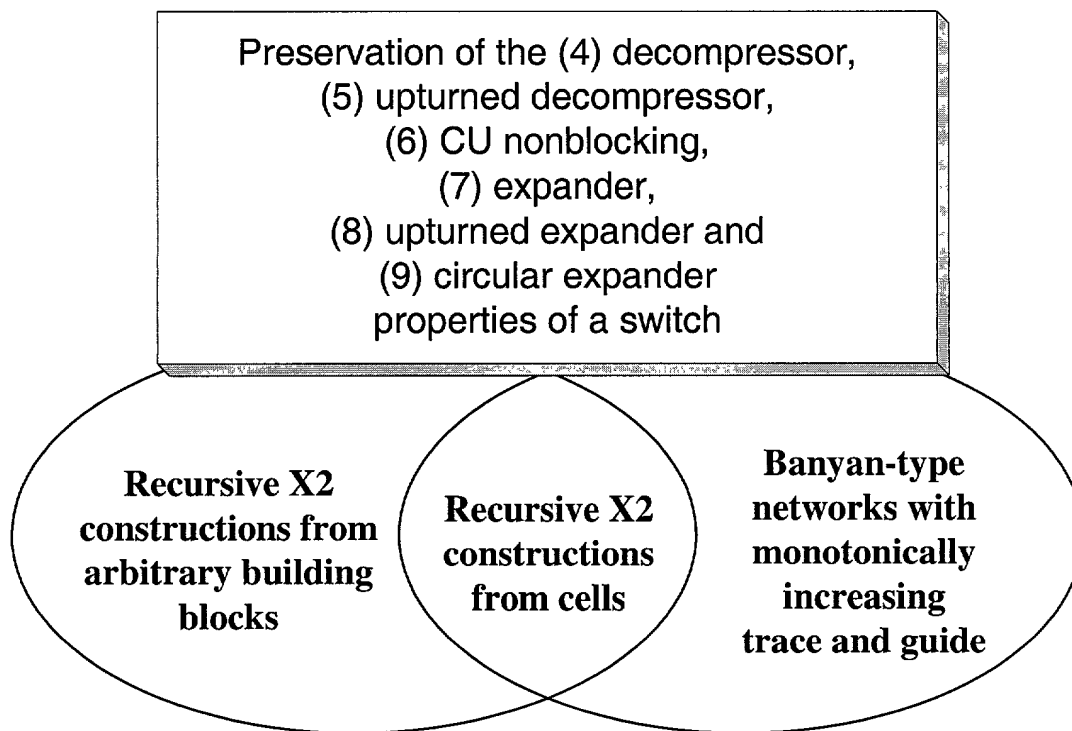 Preservation of the (4) decompressor,
(5) upturned decompressor,
(6) CU nonblocking,
(7) expander,
(8) upturned expander and
(9) circular expander
properties of a switch
Recursive X2
constructions from
arbitrary building
blocks
Recursive X2
constructions
from cells
Banyan-type
networks with
monotonically
increasing
trace and guide